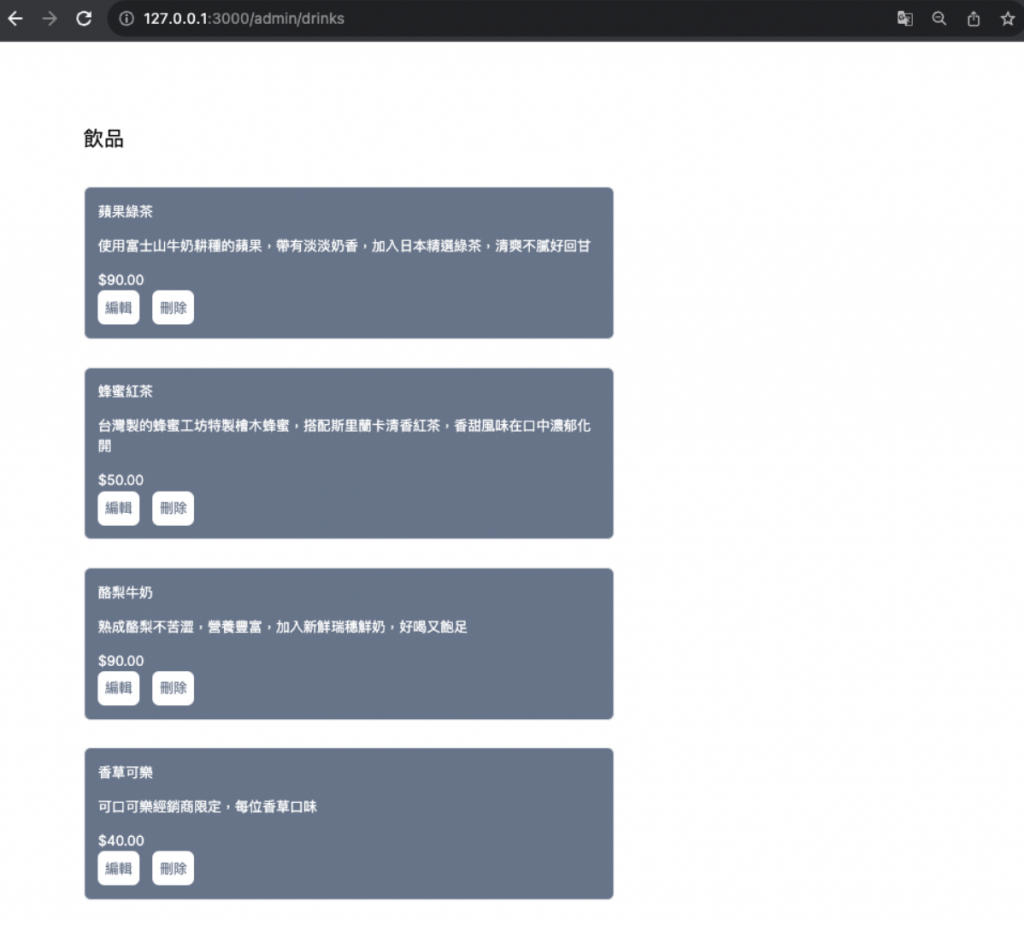 127.0.0.1:3000/admin/drinks
飲品
蘋果綠茶
使用富士山牛奶耕種的蘋果，帶有淡淡奶香，加入日本精選綠茶，清爽不膩好回甘
$90.00
編輯 刪除
蜂蜜紅茶
台灣製的蜂蜜工坊特製檜木蜂蜜，搭配斯里蘭卡清香紅茶，香甜風味在口中濃郁化
開
$50.00
編輯 刪除
酪梨牛奶
熟成酪梨不苦澀，營養豐富，加入新鮮瑞穗鮮奶，好喝又飽足
$90.00
編輯 刪除
香草可樂
可口可樂經銷商限定，每位香草口味
$40.00
編輯 刪除